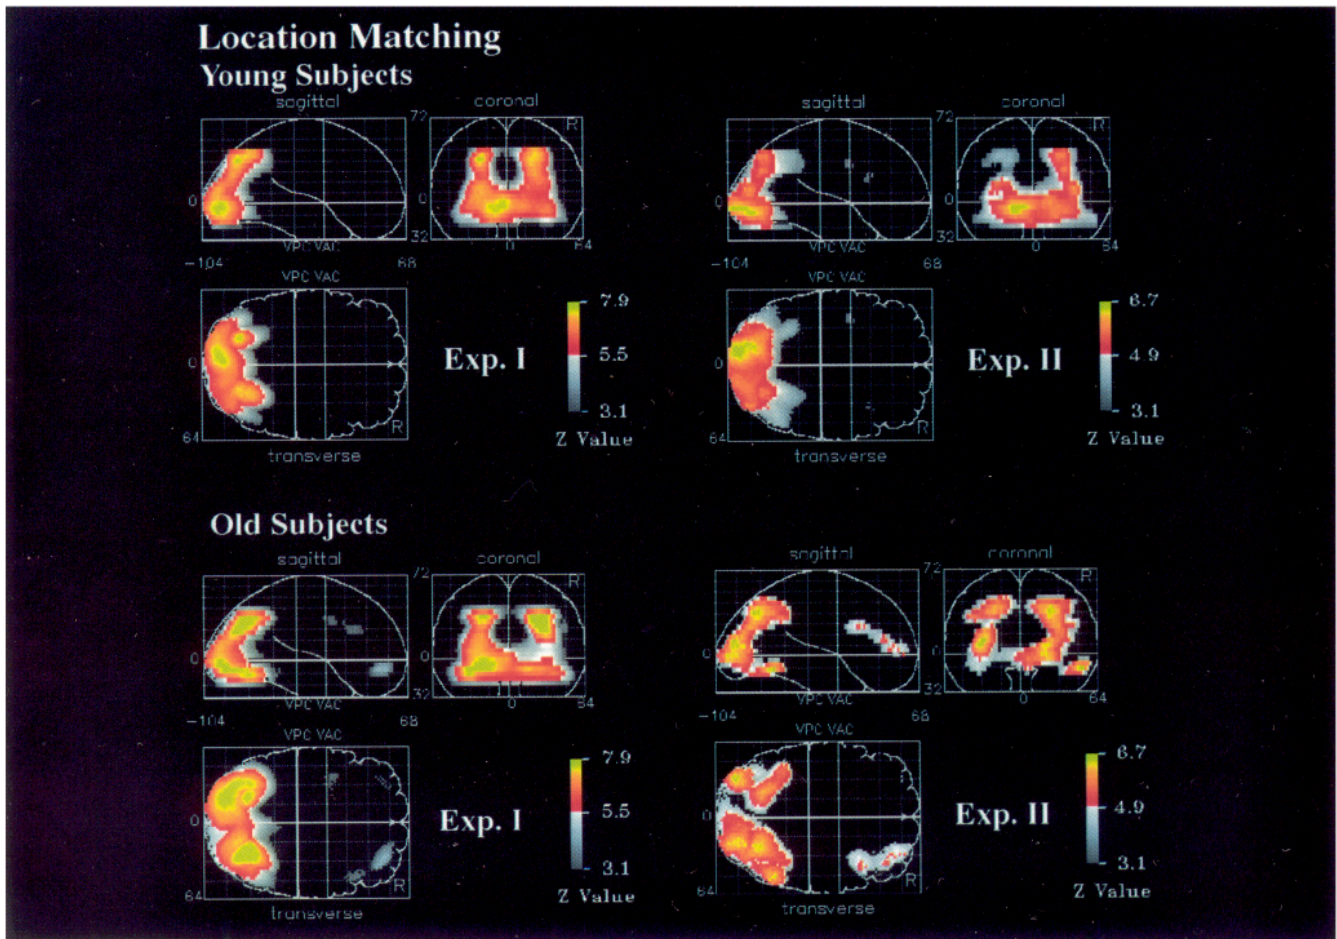 Location Matching
Young Subjects
sagittal coronal sagittal coronal
72 R 72 R
0 0 0 0
32 32
VPC VAC 0 64 VPC VAC 0 64
-104 68 -104 68
VPC VAC VPC VAC
7.9 6.7
0 Exp. I 5.5 0 Exp. II 4.9
3.1 3.1
64 R Z Value 64 R Z Value
transverse transverse
Old Subjects
sagittal coronal sagittal coronal
72 R 72 R
0 0 0 0
32 32
VPC VAC 0 64 VPC VAC 0 64
-104 68 -104 68
VPC VAC VPC VAC
7.9 6.7
0 Exp. I 5.5 0 Exp. II 4.9
3.1 3.1
64 R Z Value 64 R Z Value
transverse transverse